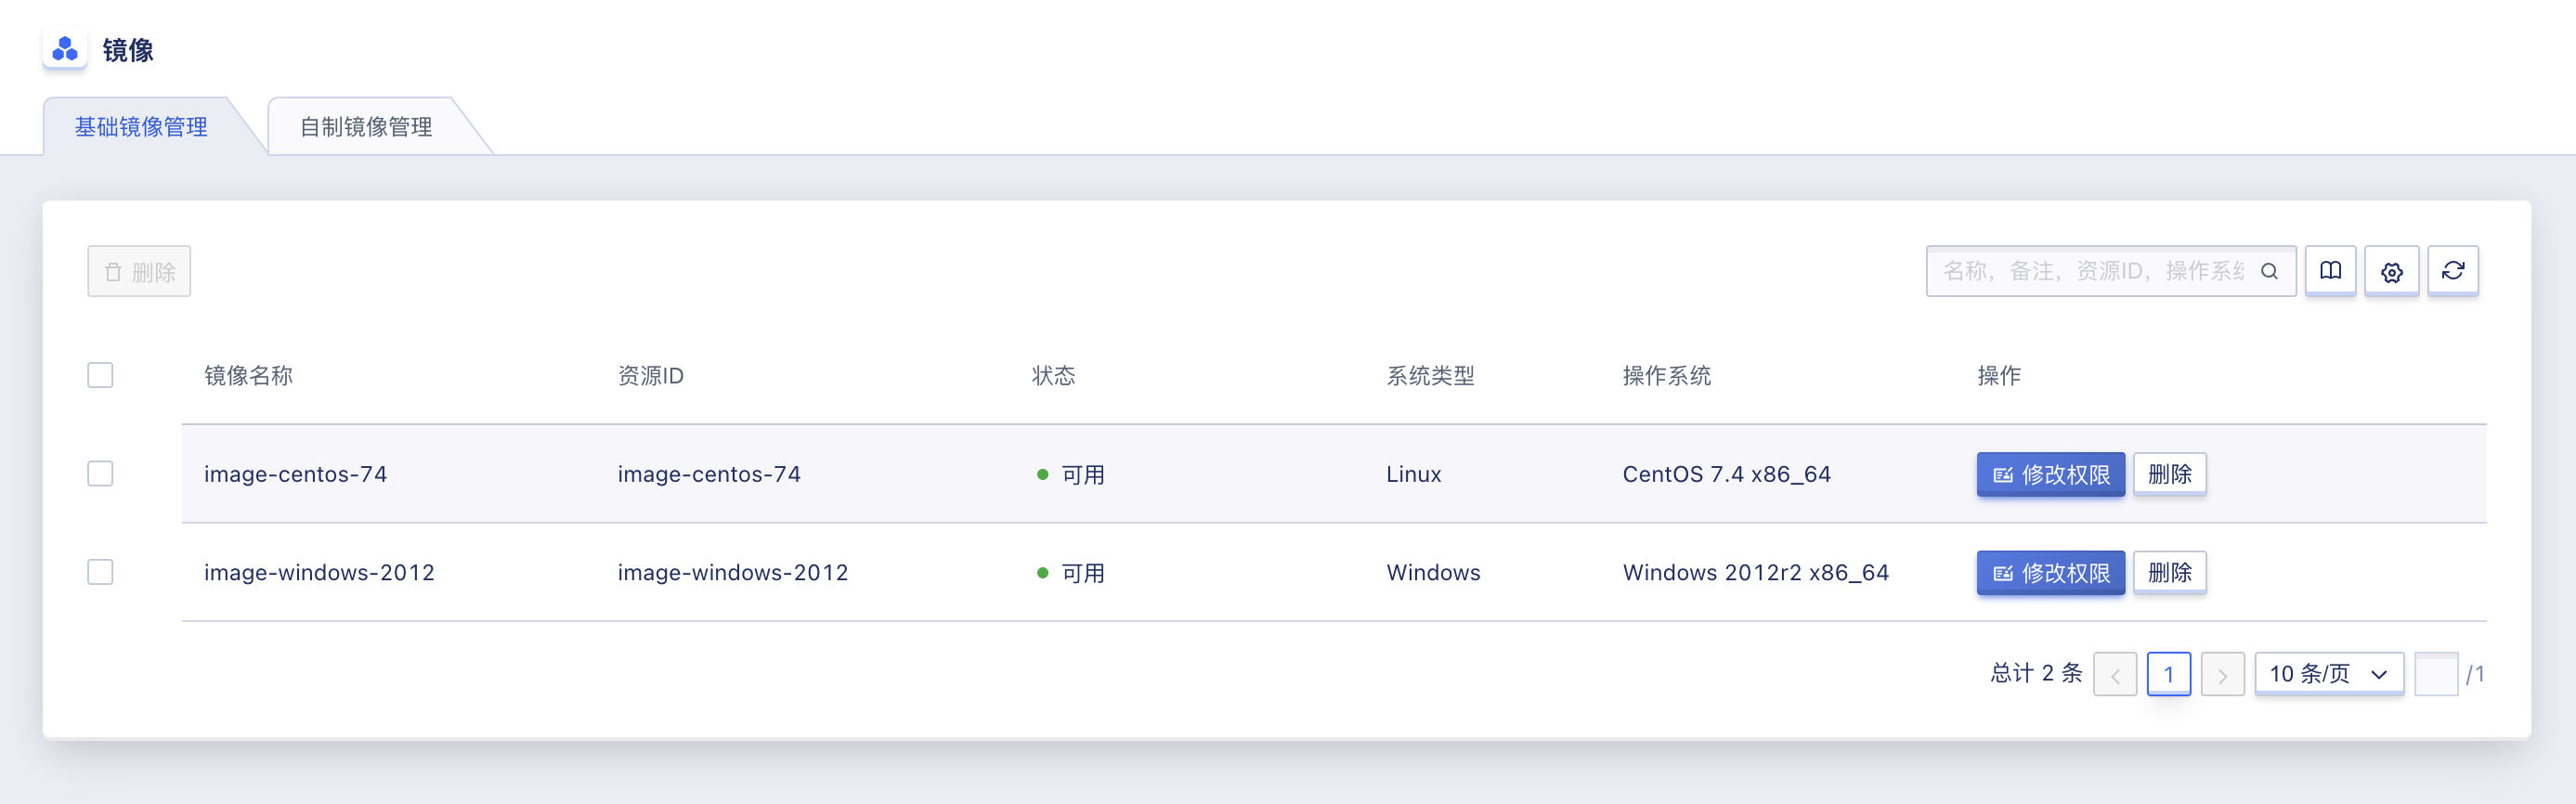 镜像
基础镜像管理 自制镜像管理
删除 名称，备注，资源ID，操作系统
镜像名称 资源ID 状态 系统类型 操作系统 操作
image-centos-74 image-centos-74 可用 Linux CentOS 7.4 x86_64 修改权限 删除
image-windows-2012 image-windows-2012 可用 Windows Windows 2012r2 x86_64 修改权限 删除
总计 2 条 1 10 条/页 /1